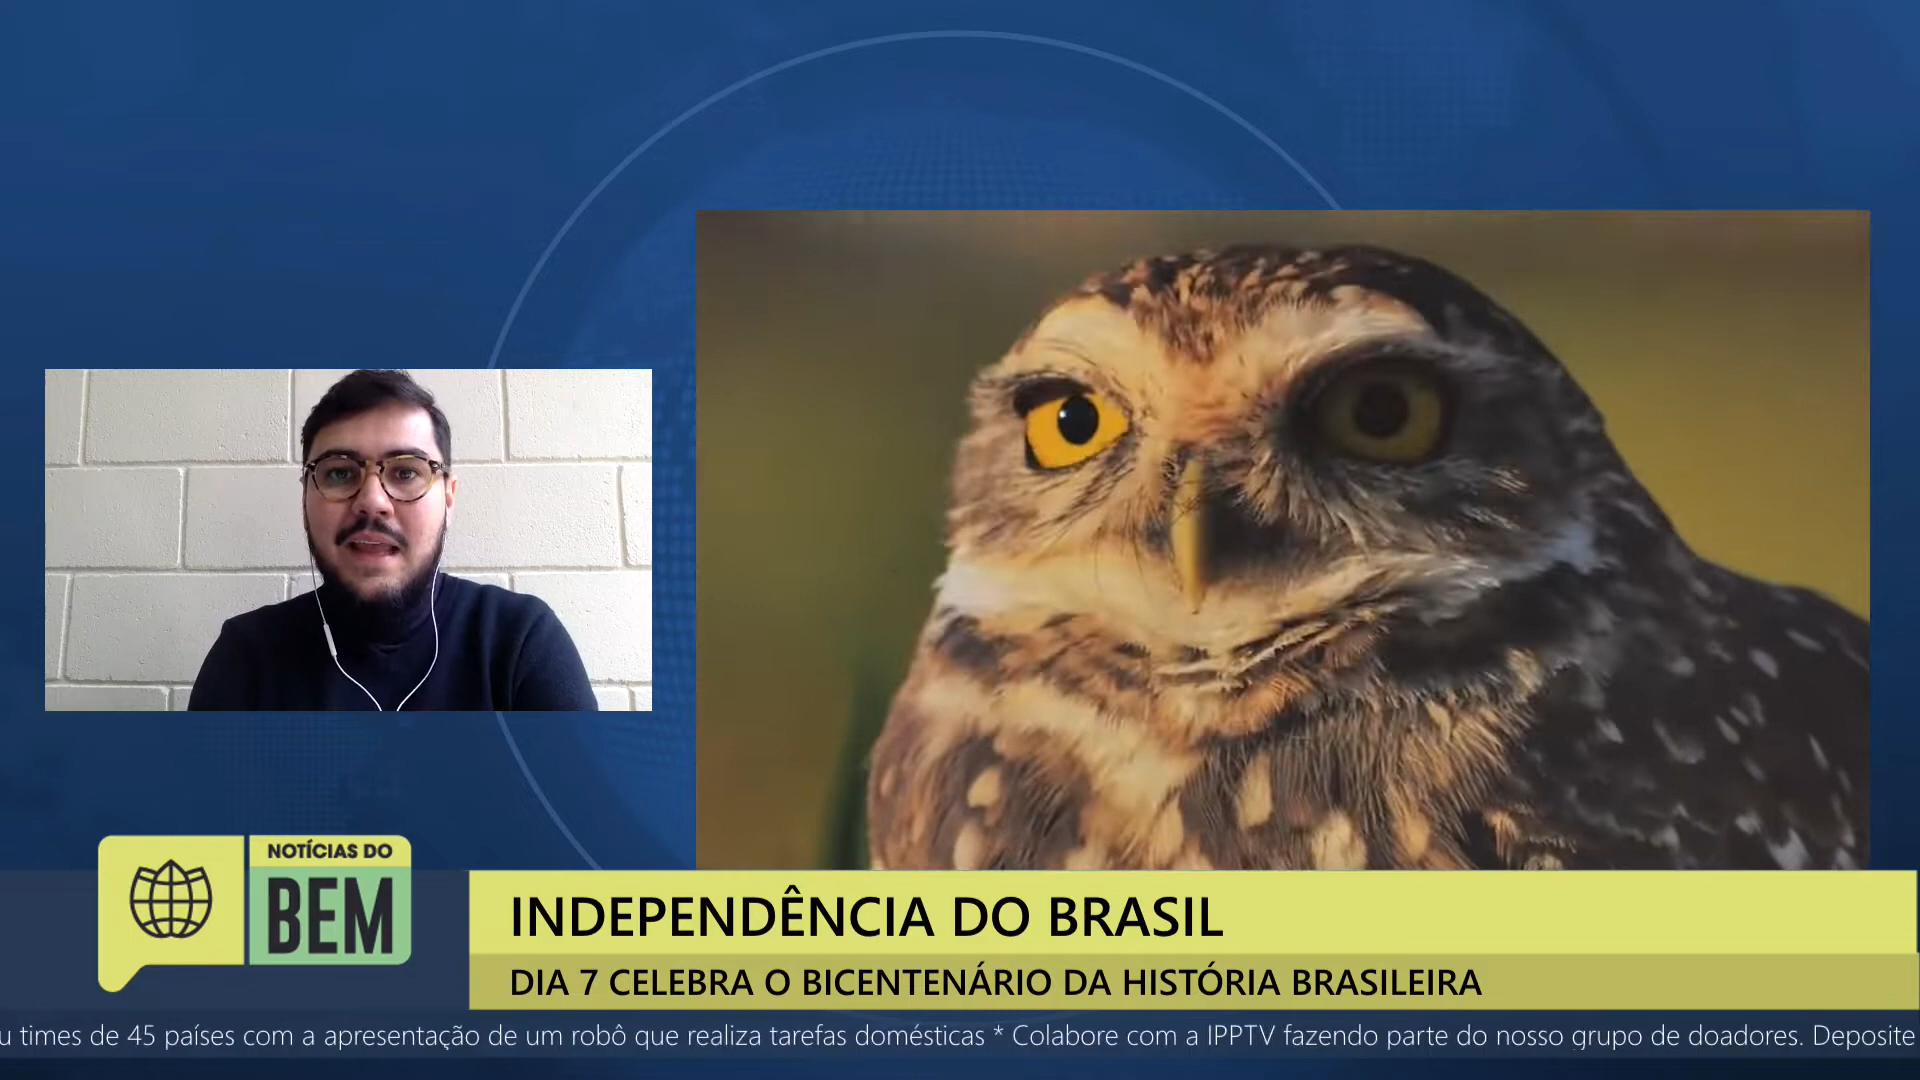 NOTÍCIAS DO
BEM
INDEPENDÊNCIA DO BRASIL
DIA 7 CELEBRA O BICENTENÁRIO DA HISTÓRIA BRASILEIRA
times de 45 países com a apresentação de um robô que realiza tarefas domésticas * Colabore com a IPPTV fazendo parte do nosso grupo de doadores. Deposite